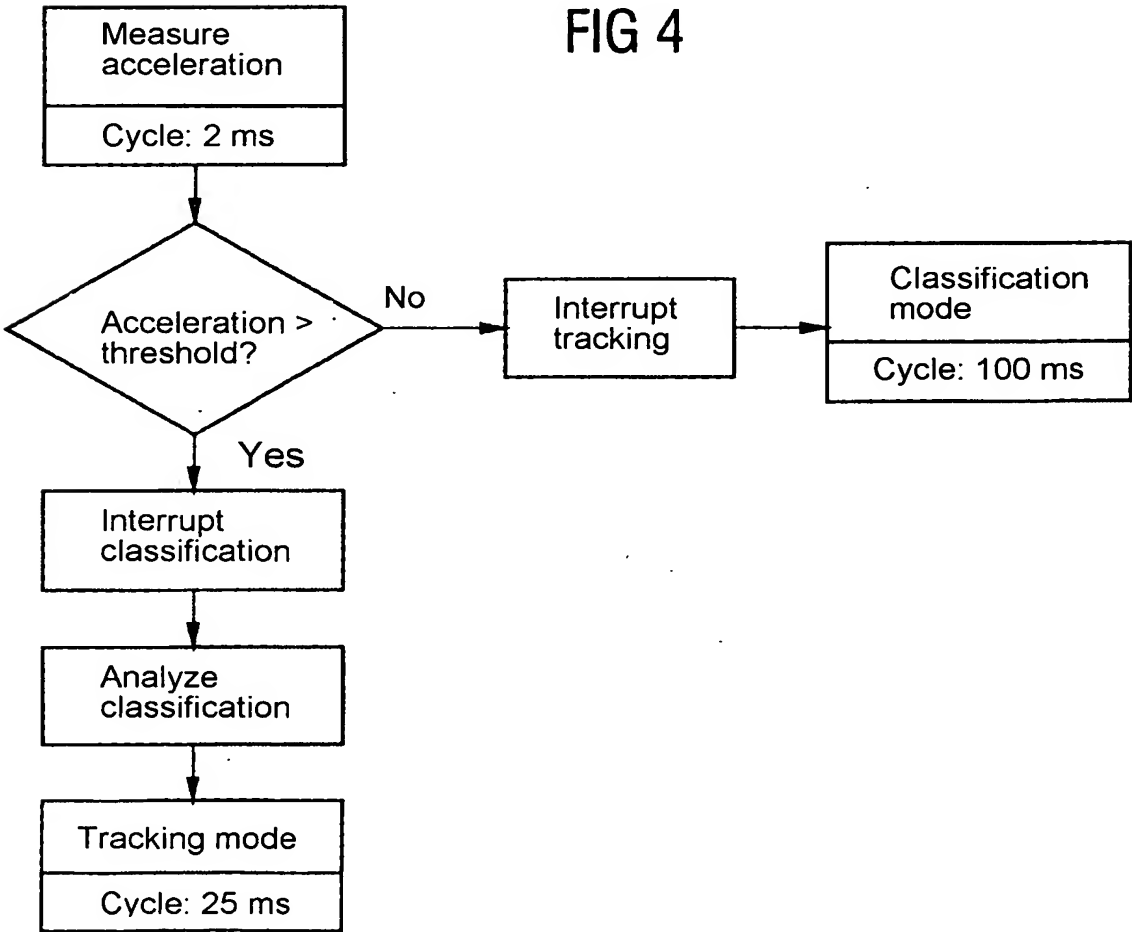 FIG 4
Measure
acceleration
Cycle: 2 ms
Acceleration >
threshold?
No
Interrupt
tracking
Classification
mode
Cycle: 100 ms
Yes
Interrupt
classification
Analyze
classification
Tracking mode
Cycle: 25 ms